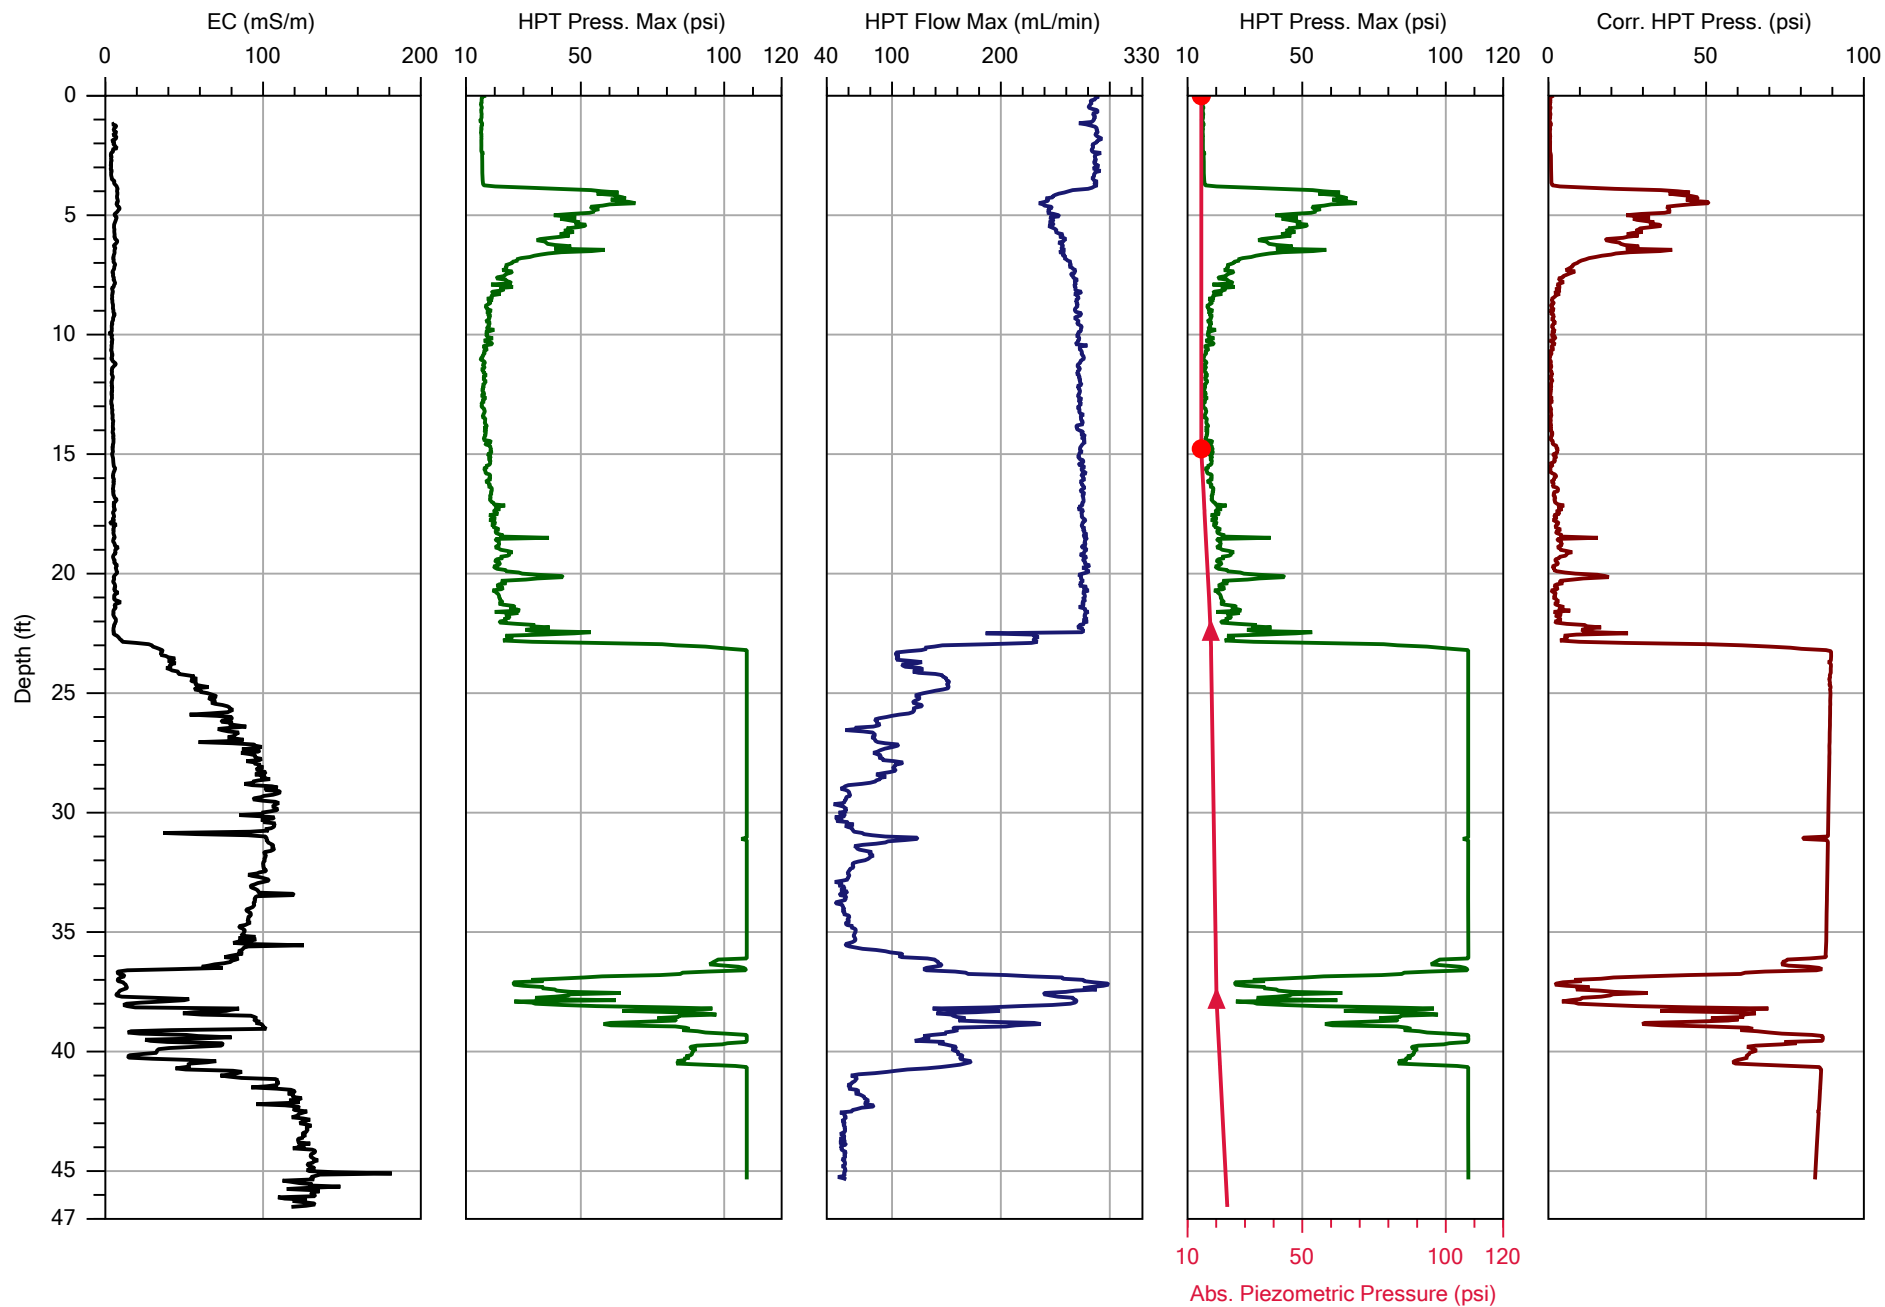 EC (mS/m) HPT Press. Max (psi) HPT Flow Max (mL/min) HPT Press. Max (psi) Corr. HPT Press. (psi)
0 100 200 10 50 100 120 40 100 200 330 10 50 100 120 0 50 100
0
5
10
15
20
25
30
35
40
45
47
Depth (ft)
10 50 100 120
Abs. Piezometric Pressure (psi)